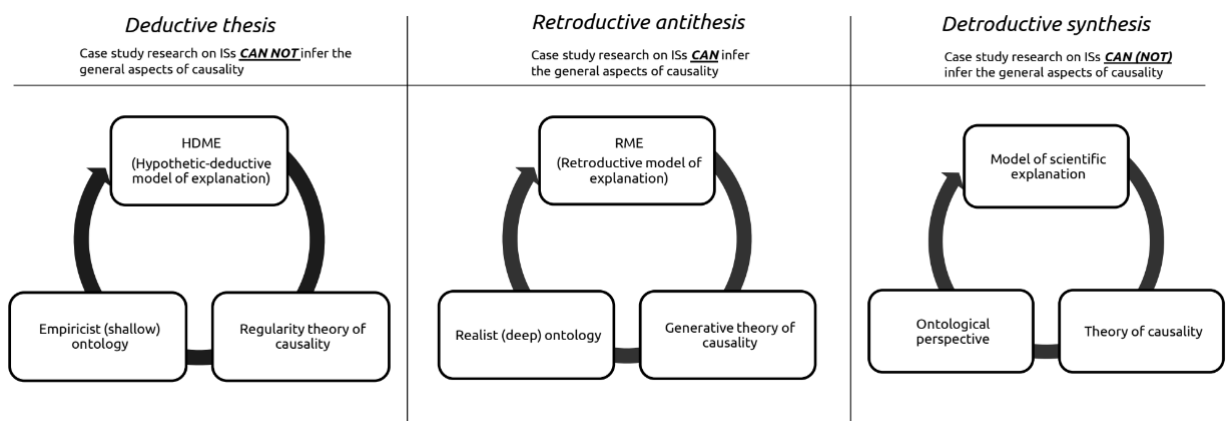 Deductive thesis
Case study research on ISs CAN NOT infer the
general aspects of causality
HDME
(Hypothetic-deductive
model of explanation)
Empiricist (shallow)
ontology
Regularity theory of
causality
Retroductive antithesis
Case study research on ISs CAN infer
the general aspects of causality
RME
(Retroductive model of
explanation)
Realist (deep) ontology
Generative theory of
causality
Detroductive synthesis
Case study research on ISs CAN (NOT)
infer the general aspects of causality
Model of scientific
explanation
Ontological
perspective
Theory of causality